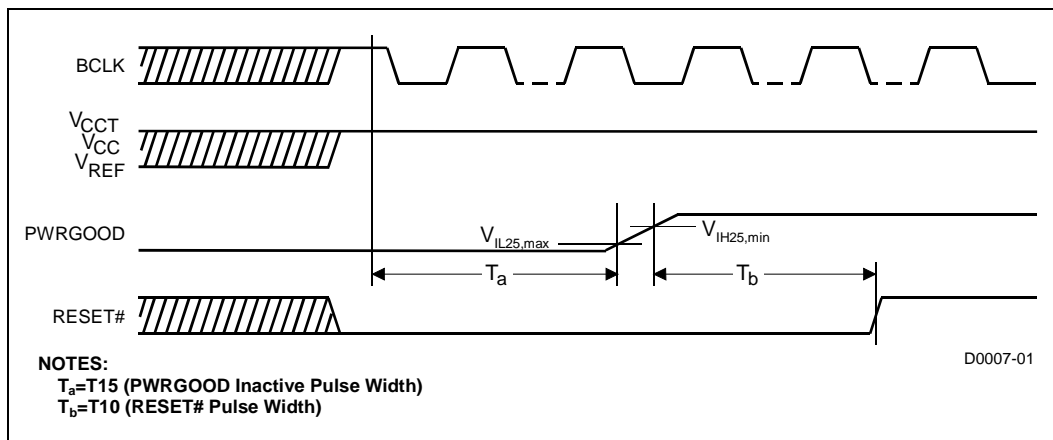 BCLK
VCCT
VCC
VREF
PWRGOOD
VIL25,max
VIH25,min
Ta
Tb
RESET#
D0007-01
NOTES:
Ta=T15 (PWRGOOD Inactive Pulse Width)
Tb=T10 (RESET# Pulse Width)